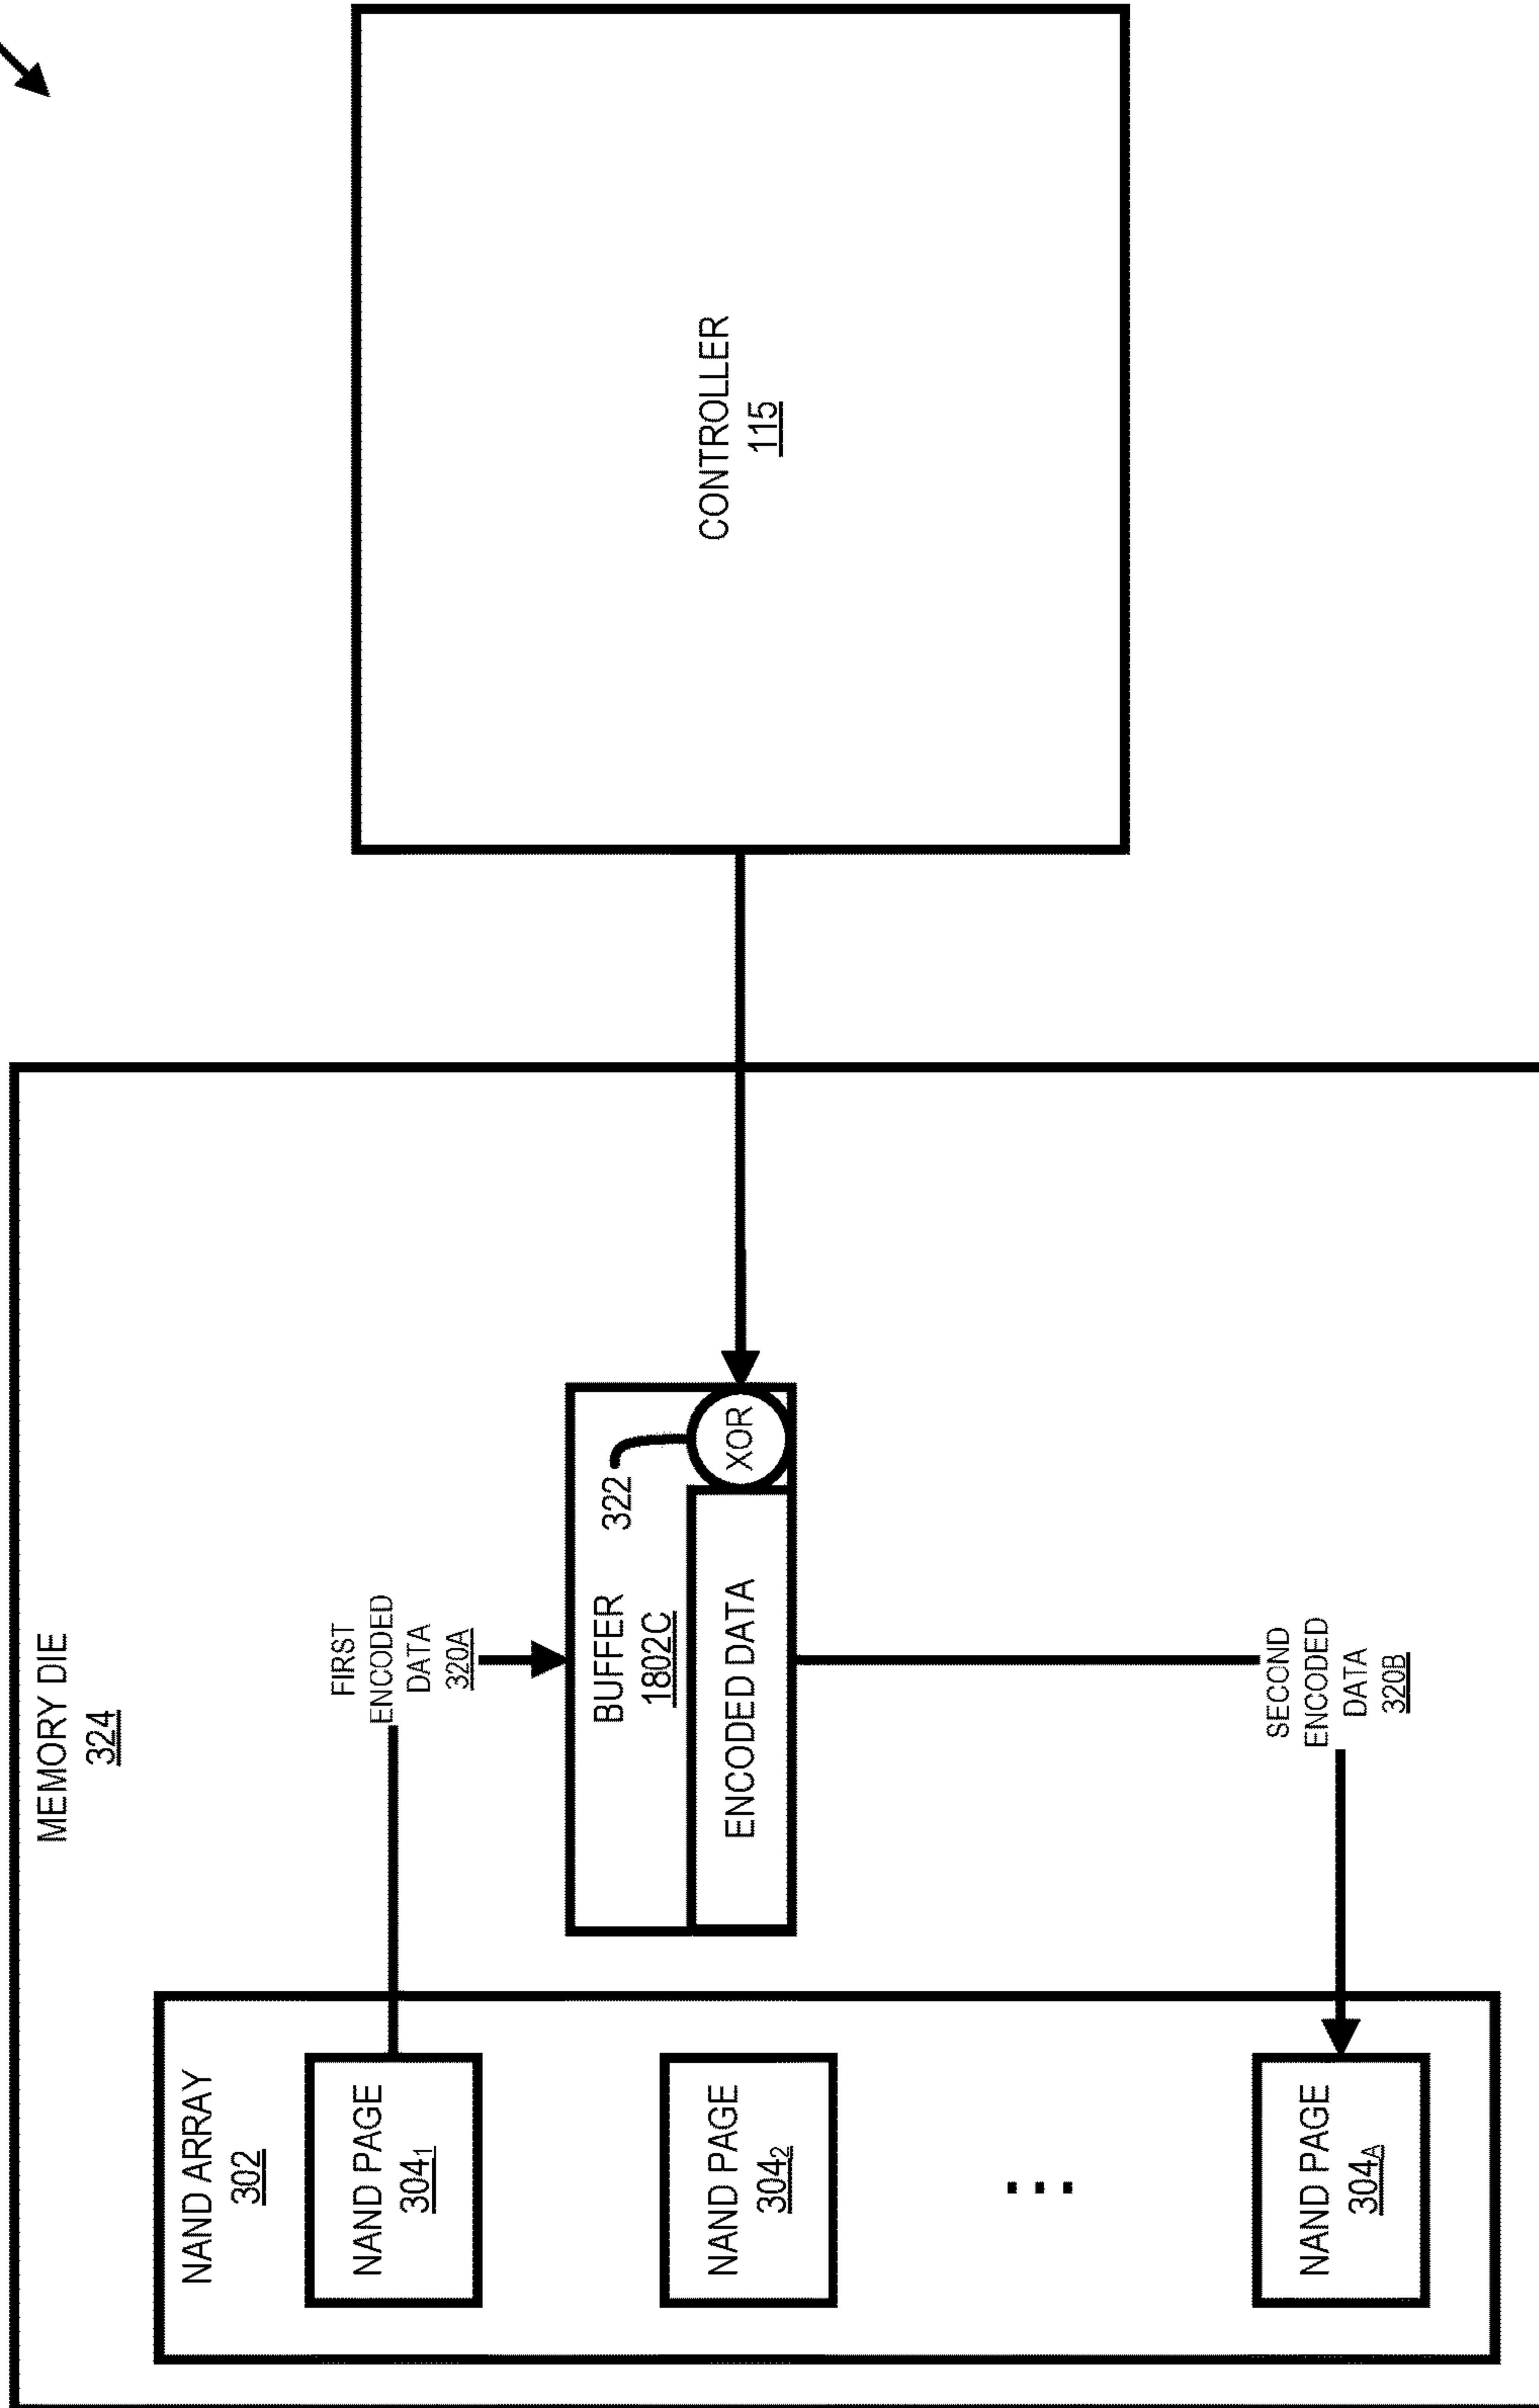 MEMORY DIE
324
NAND ARRAY
302
NAND PAGE
304₁
NAND PAGE
304₂
...
NAND PAGE
304A
FIRST
ENCODED
DATA
320A
BUFFER
1802C
322
ENCODED DATA
XOR
SECOND
ENCODED
DATA
320B
CONTROLLER
115